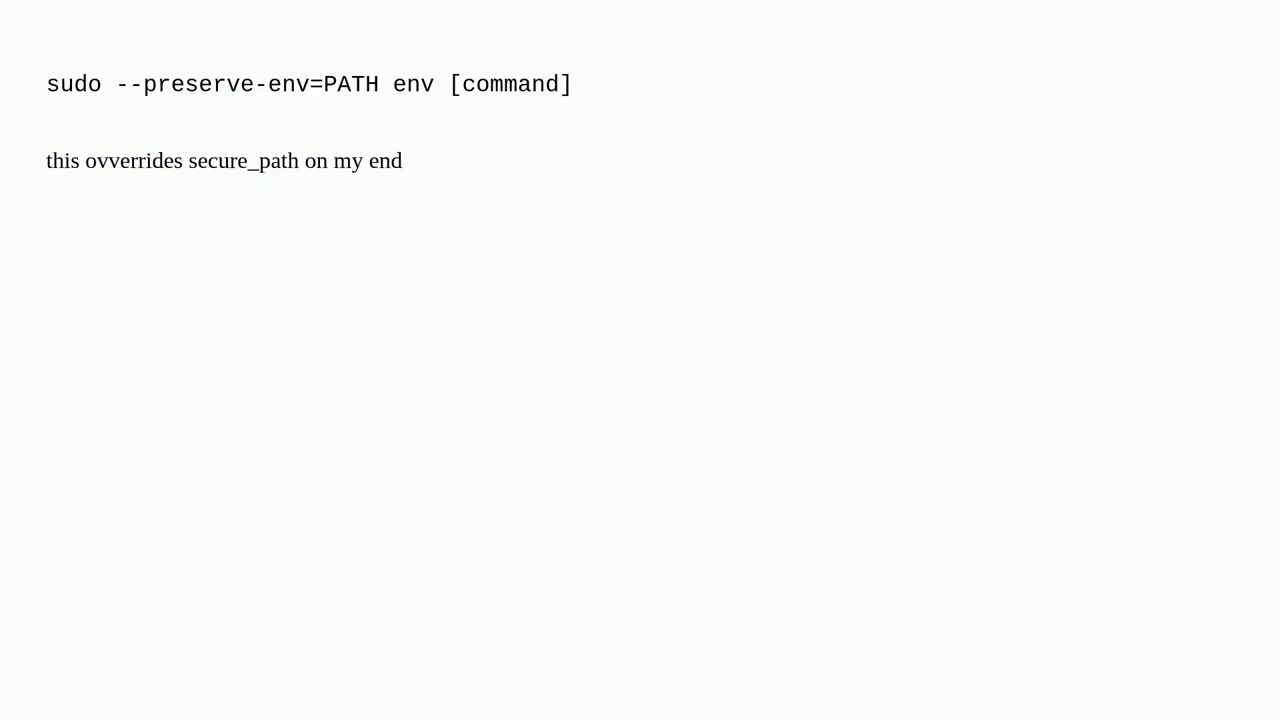 sudo --preserve-env=PATH env [command]
this ovverrides secure_path on my end